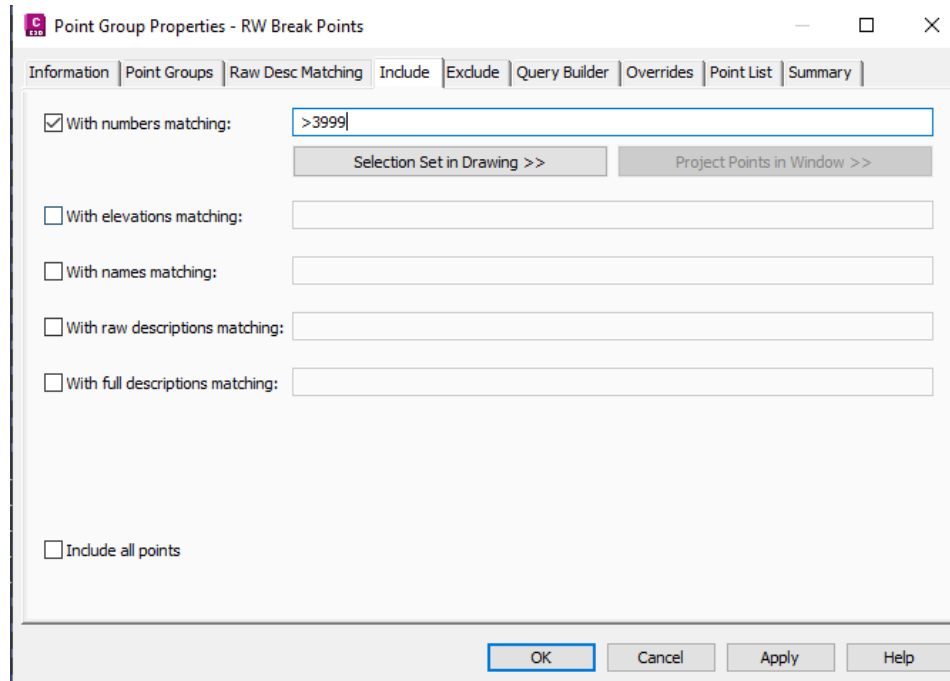 C
C3D
Point Group Properties - RW Break Points
Information Point Groups Raw Desc Matching Include Exclude Query Builder Overrides Point List Summary
With numbers matching: >3999
Selection Set in Drawing >> Project Points in Window >>
With elevations matching:
With names matching:
With raw descriptions matching:
With full descriptions matching:
Include all points
OK Cancel Apply Help